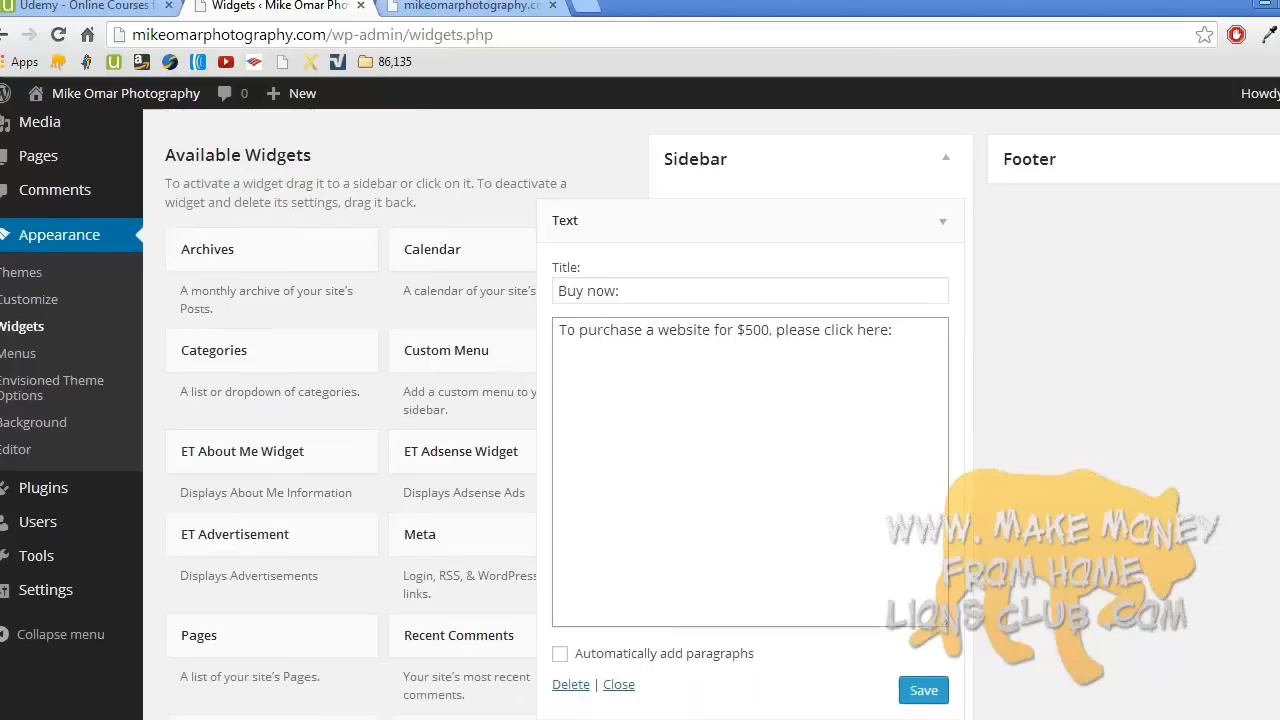 Udemy - Online Courses
Widgets ‹ Mike Omar Pho
mikeomarphotography.c
mikeomarphotography.com/wp-admin/widgets.php
Apps
86,135
Mike Omar Photography
0
New
Howdy
Media
Pages
Comments
Appearance
Themes
Customize
Widgets
Menus
Envisioned Theme
Options
Background
Editor
Plugins
Users
Tools
Settings
Collapse menu
Available Widgets
To activate a widget drag it to a sidebar or click on it. To deactivate a
widget and delete its settings, drag it back.
Archives
A monthly archive of your site's
Posts.
Calendar
A calendar of your site's
Categories
A list or dropdown of categories.
Custom Menu
Add a custom menu to y
sidebar.
ET About Me Widget
Displays About Me Information
ET Adsense Widget
Displays Adsense Ads
ET Advertisement
Displays Advertisements
Meta
Login, RSS, & WordPress
links.
Pages
A list of your site's Pages.
Recent Comments
Your site's most recent
comments.
Sidebar
Text
Title:
Buy now:
To purchase a website for $500, please click here:
Automatically add paragraphs
Delete | Close
Save
Footer
WWW. MAKE MONEY
FROM HOME
LIONS CLUB .COM